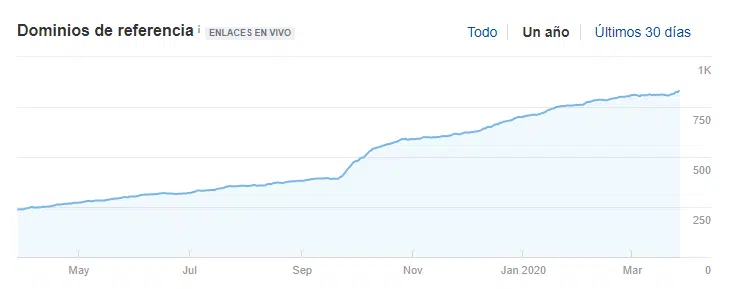 Dominios de referencia i ENLACES EN VIVO Todo Un año Últimos 30 días
1K
750
500
250
May Jul Sep Nov Jan 2020 Mar 0